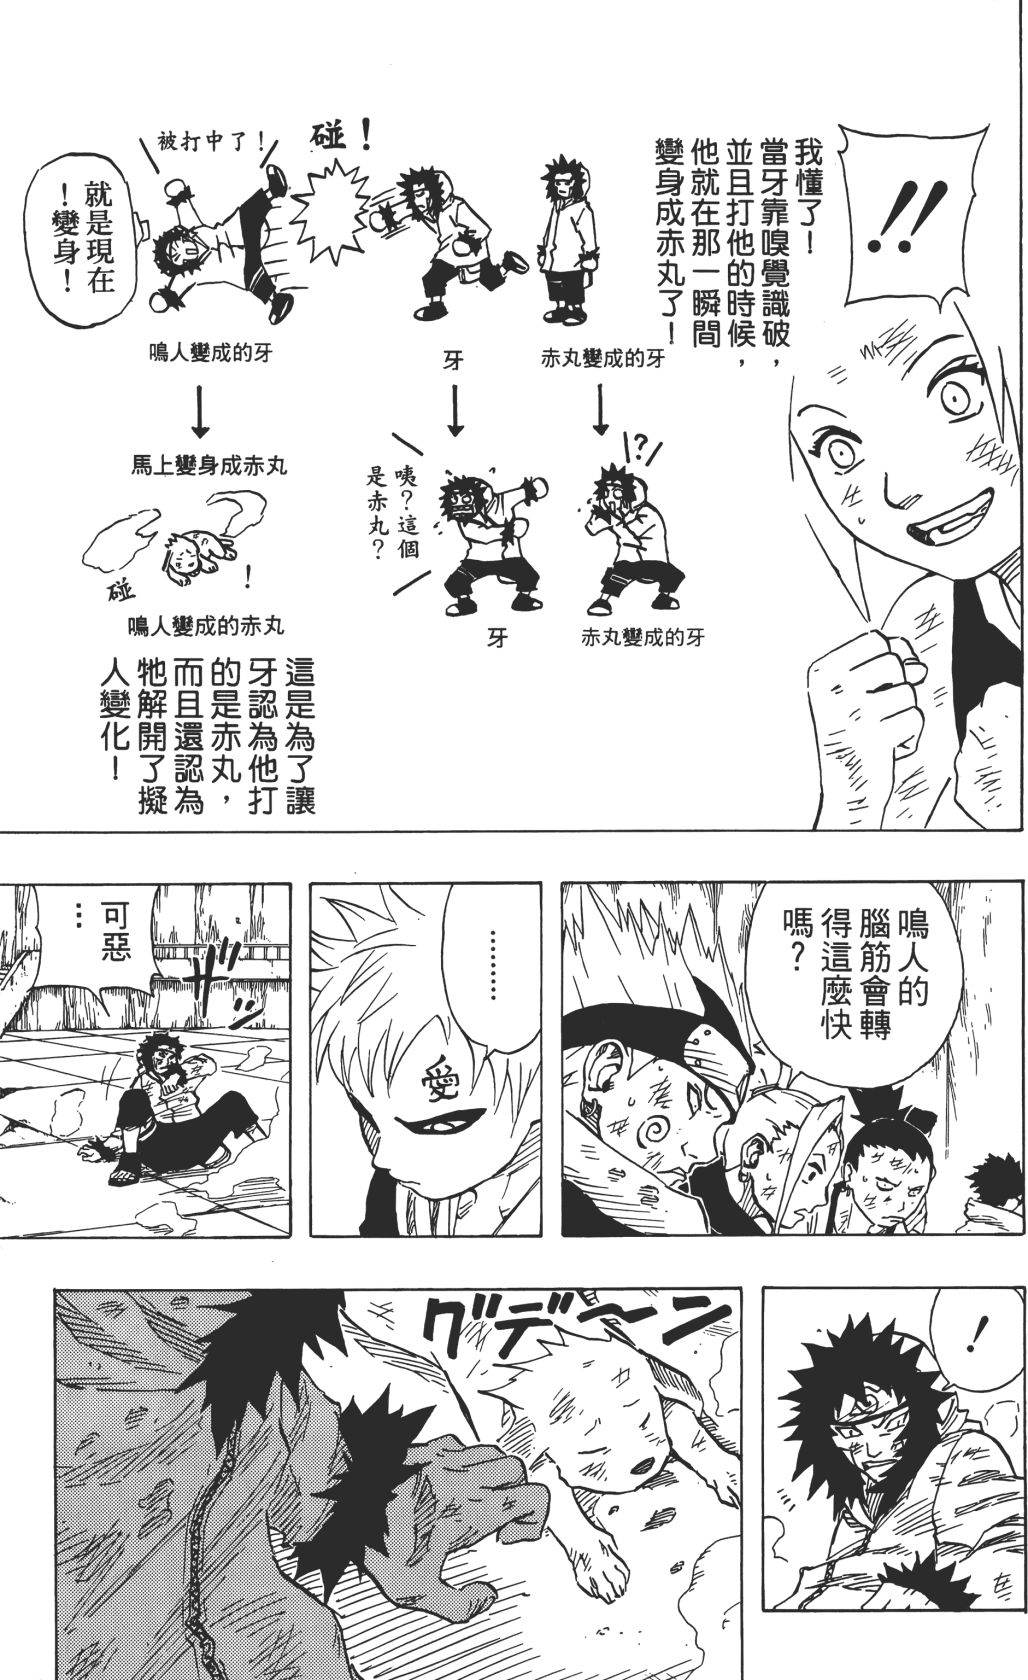 !!
我懂了！
當牙靠嗅覺識破，
並且打他的時候，
他就在那一瞬間
變身成赤丸了！
碰！
被打中了！
就是現在
！變身！
赤丸變成的牙
牙
鳴人變成的牙
!?
咦？這個
是赤丸？
馬上變身成赤丸
碰
！
赤丸變成的牙
牙
鳴人變成的赤丸
這是為了讓
牙認為他打
的是赤丸，
而且還認為
牠解開了擬
人變化！
鳴人的
腦筋會轉
得這麼快
嗎？
………
愛
可惡
…
ザッ
！
グデ〜ン